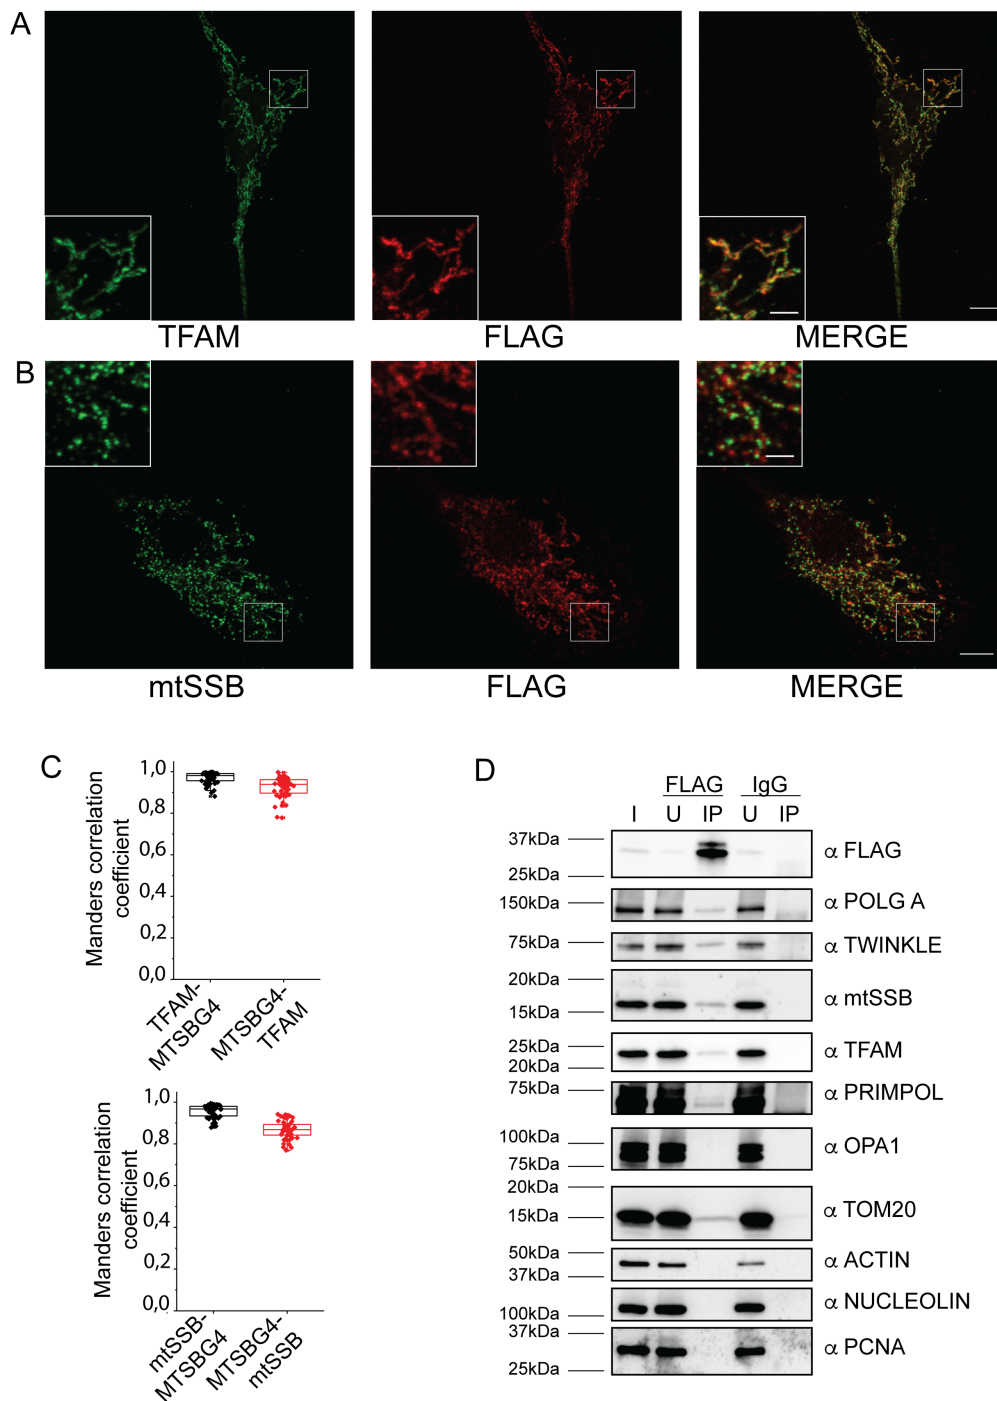 A
TFAM
FLAG
MERGE
B
mtSSB
FLAG
MERGE
C
Manders correlation
coefficient
1,0
0,8
0,6
0,4
0,2
0,0
TFAM-
MTSBG4
MTSBG4-
TFAM
Manders correlation
coefficient
1,0
0,8
0,6
0,4
0,2
0,0
mtSSB-
MTSBG4
MTSBG4-
mtSSB
D
FLAG IgG
I U IP U IP
37kDa
25kDa
α FLAG
150kDa
α POLG A
75kDa
α TWINKLE
20kDa
15kDa
α mtSSB
25kDa
20kDa
α TFAM
75kDa
α PRIMPOL
100kDa
75kDa
α OPA1
20kDa
15kDa
α TOM20
50kDa
37kDa
α ACTIN
100kDa
α NUCLEOLIN
37kDa
25kDa
α PCNA